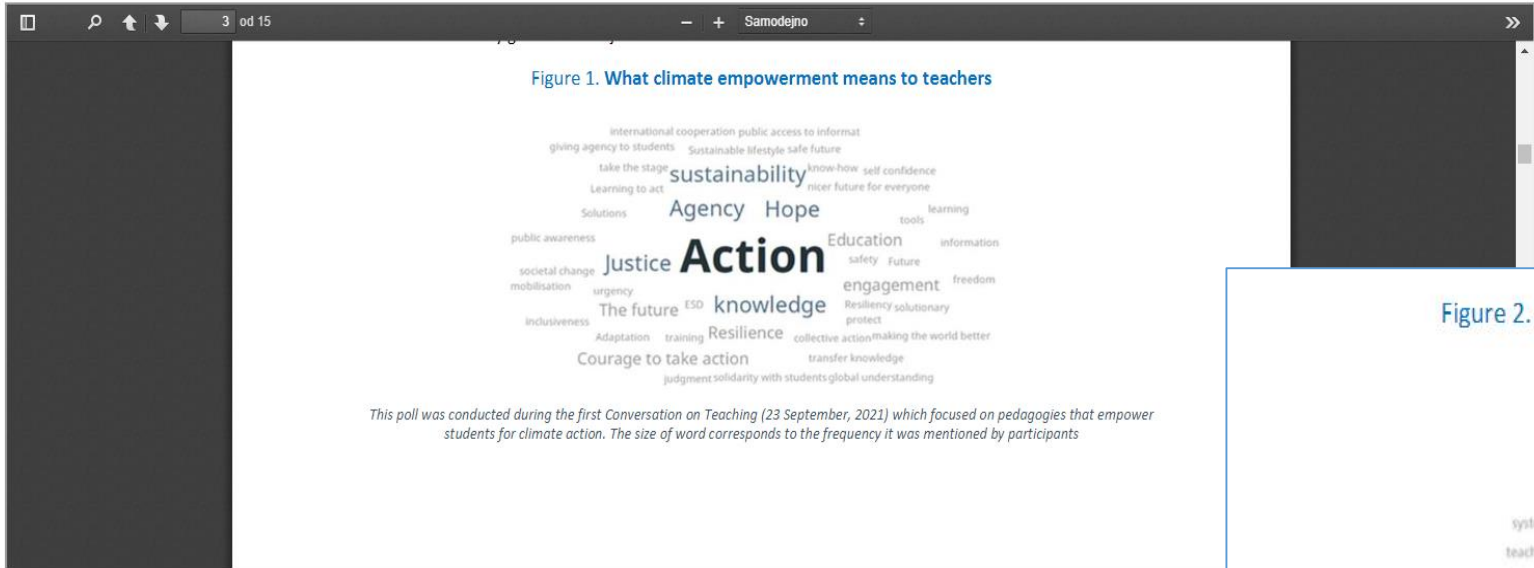 3 od 15
Samodejno
Figure 1. What climate empowerment means to teachers
international cooperation public access to informat
giving agency to students Sustainable lifestyle safe future
take the stage sustainability know-how self confidence
Learning to act nicer future for everyone
Solutions Agency Hope tools learning
public awareness Justice Action Education information
societal change safety Future
mobilisation urgency engagement freedom
The future ESD knowledge Resiliency solutionary
inclusiveness protect
Adaptation training Resilience collective action making the world better
Courage to take action transfer knowledge
judgment solidarity with students global understanding
This poll was conducted during the first Conversation on Teaching (23 September, 2021) which focused on pedagogies that empower
students for climate action. The size of word corresponds to the frequency it was mentioned by participants
Figure 2.
syst
teach